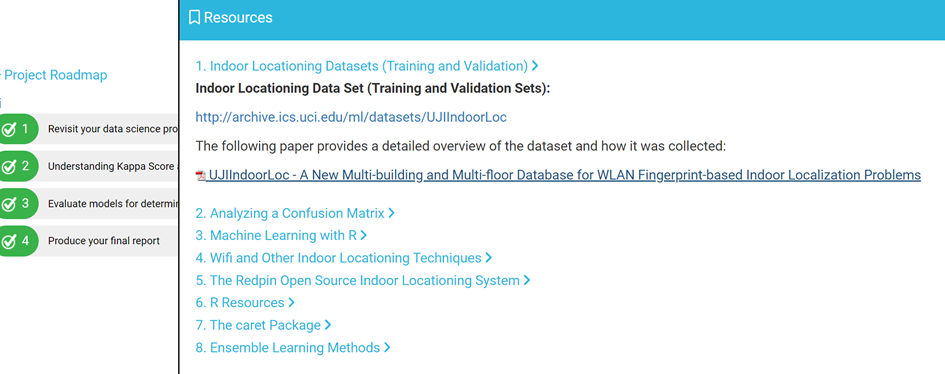 Resources
Project Roadmap
1 Revisit your data science pro
2 Understanding Kappa Score
3 Evaluate models for determin
4 Produce your final report
1. Indoor Locationing Datasets (Training and Validation)
Indoor Locationing Data Set (Training and Validation Sets):
http://archive.ics.uci.edu/ml/datasets/UJIIndoorLoc
The following paper provides a detailed overview of the dataset and how it was collected:
UJIIndoorLoc - A New Multi-building and Multi-floor Database for WLAN Fingerprint-based Indoor Localization Problems
2. Analyzing a Confusion Matrix
3. Machine Learning with R
4. Wifi and Other Indoor Locationing Techniques
5. The Redpin Open Source Indoor Locationing System
6. R Resources
7. The caret Package
8. Ensemble Learning Methods